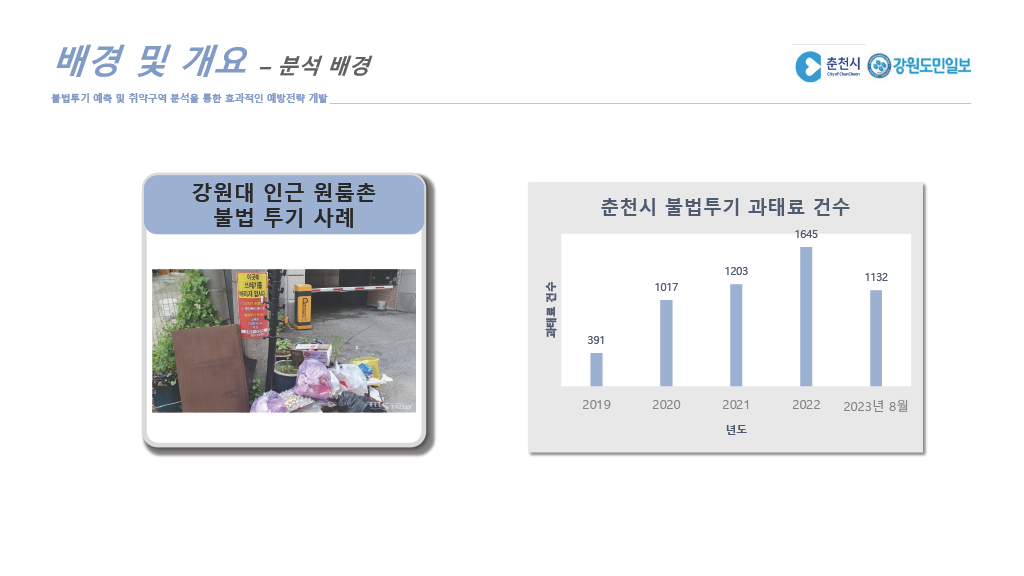 배경 및 개요 – 분석 배경
춘천시
City of ChunCheon
강원도민일보
불법투기 예측 및 취약구역 분석을 통한 효과적인 예방전략 개발
강원대 인근 원룸촌
불법 투기 사례
이곳에
쓰레기를
버리지 맙시다
춘천시 불법투기 과태료 건수
과태료 건수
391
1017
1203
1645
1132
2019
2020
2021
2022
2023년 8월
년도